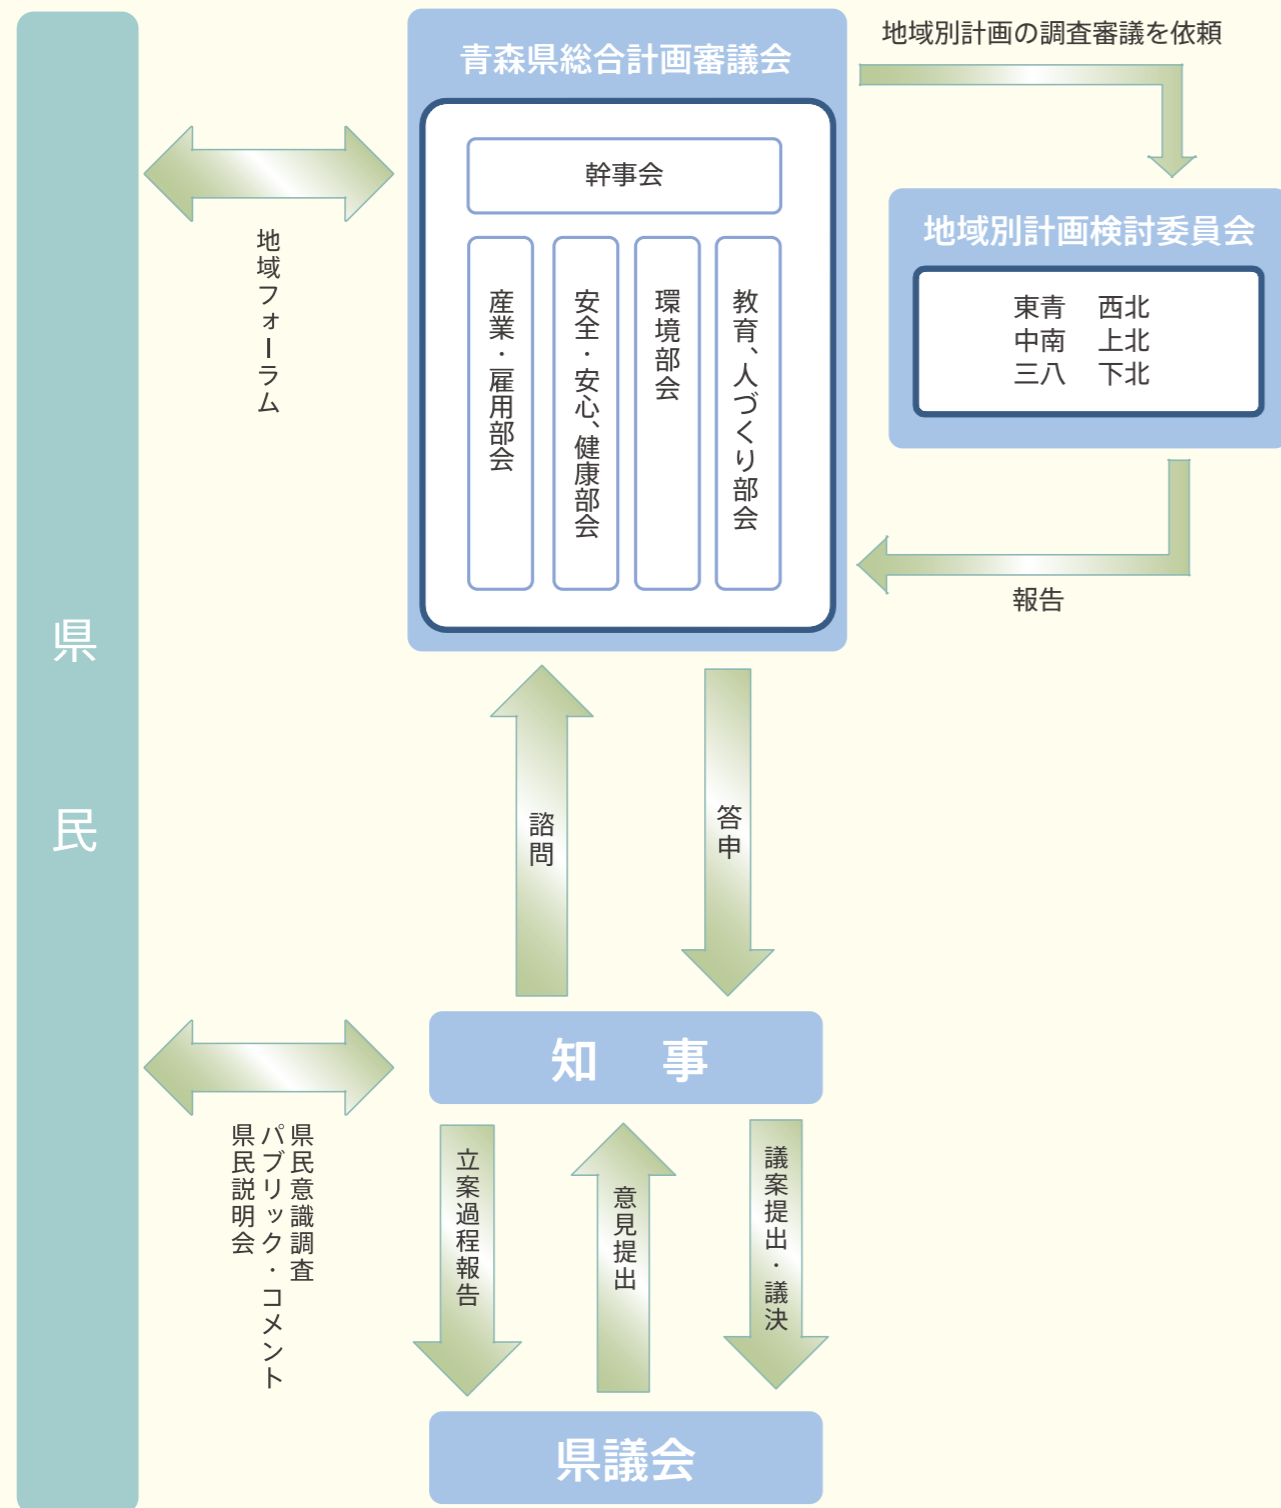 青森県総合計画審議会
幹事会
産業・雇用部会
安全・安心、健康部会
環境部会
教育、人づくり部会
地域別計画の調査審議を依頼
地域別計画検討委員会
東青　西北
中南　上北
三八　下北
報告
地域フォーラム
県民
諮問
答申
知　事
県民意識調査
パブリック・コメント
県民説明会
立案過程報告
意見提出
議案提出・議決
県議会